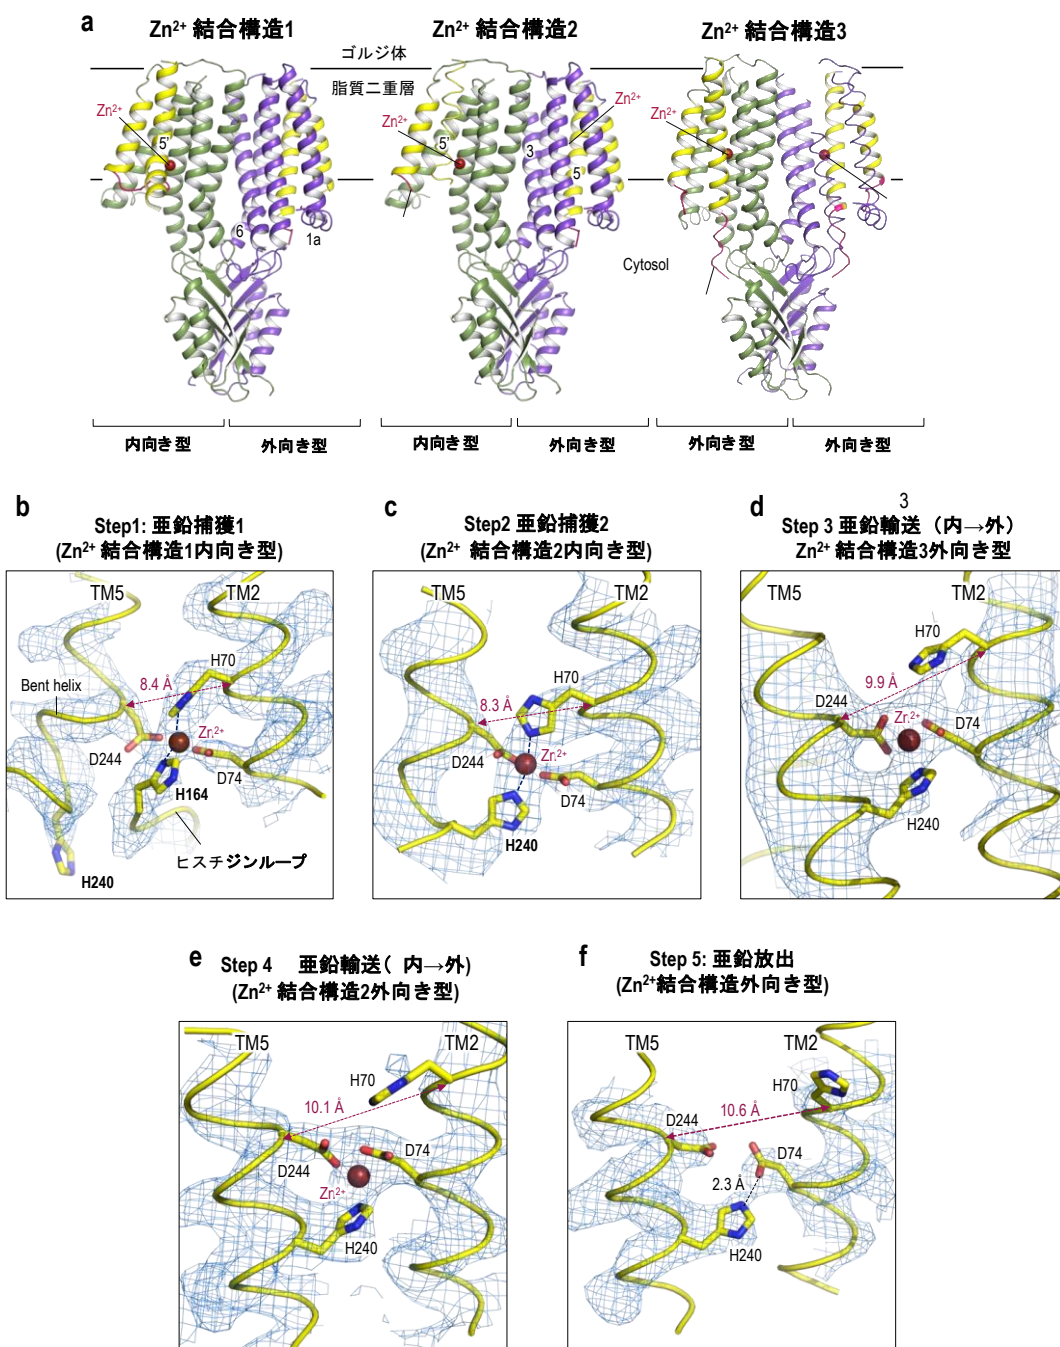 a
Zn²⁺ 結合構造1
Zn²⁺ 結合構造2
Zn²⁺ 結合構造3
ゴルジ体
脂質二重層
Zn²⁺
Zn²⁺
Zn²⁺
5'
5'
3
5
6
1a
Cytosol
内向き型
外向き型
内向き型
外向き型
外向き型
外向き型
b
Step1: 亜鉛捕獲1
(Zn²⁺ 結合構造1内向き型)
TM5
TM2
H70
8.4 Å
Bent helix
Zn²⁺
D244
D74
H164
ヒスチジンループ
H240
c
Step2 亜鉛捕獲2
(Zn²⁺ 結合構造2内向き型)
TM5
TM2
H70
8.3 Å
D244
Zn²⁺
D74
H240
3
d
Step 3 亜鉛輸送（内→外）
Zn²⁺ 結合構造3外向き型
TM5
TM2
H70
9.9 Å
D244
Zn²⁺
D74
H240
e
Step 4 亜鉛輸送( 内→外)
(Zn²⁺ 結合構造2外向き型)
TM5
TM2
H70
10.1 Å
D74
D244
Zn²⁺
H240
f
Step 5: 亜鉛放出
(Zn²⁺結合構造外向き型)
TM5
TM2
H70
10.6 Å
D244
D74
2.3 Å
H240